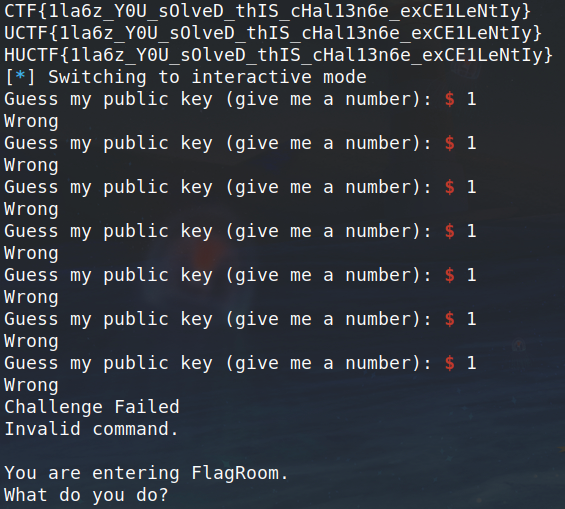 CTF{1la6z_Y0U_sOlveD_thIS_cHal13n6e_exCE1LeNtIy}
UCTF{1la6z_Y0U_sOlveD_thIS_cHal13n6e_exCE1LeNtIy}
HUCTF{1la6z_Y0U_sOlveD_thIS_cHal13n6e_exCE1LeNtIy}
[*] Switching to interactive mode
Guess my public key (give me a number): $ 1
Wrong
Guess my public key (give me a number): $ 1
Wrong
Guess my public key (give me a number): $ 1
Wrong
Guess my public key (give me a number): $ 1
Wrong
Guess my public key (give me a number): $ 1
Wrong
Guess my public key (give me a number): $ 1
Wrong
Guess my public key (give me a number): $ 1
Wrong
Challenge Failed
Invalid command.
You are entering FlagRoom.
What do you do?